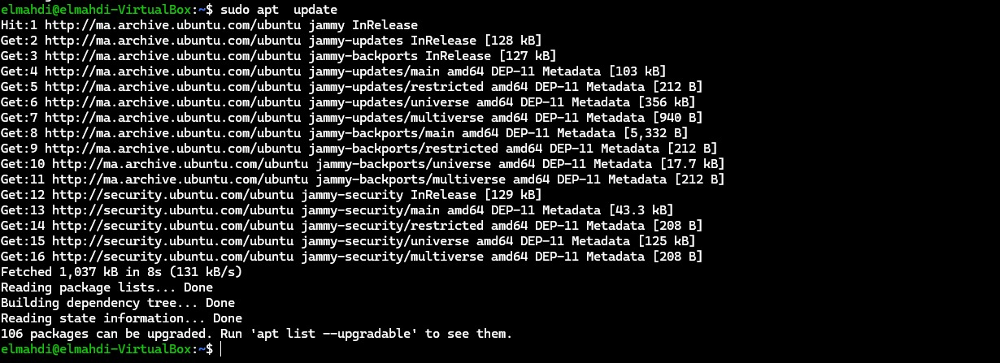 elmahdi@elmahdi-VirtualBox:~$ sudo apt  update
Hit:1 http://ma.archive.ubuntu.com/ubuntu jammy InRelease
Get:2 http://ma.archive.ubuntu.com/ubuntu jammy-updates InRelease [128 kB]
Get:3 http://ma.archive.ubuntu.com/ubuntu jammy-backports InRelease [127 kB]
Get:4 http://ma.archive.ubuntu.com/ubuntu jammy-updates/main amd64 DEP-11 Metadata [103 kB]
Get:5 http://ma.archive.ubuntu.com/ubuntu jammy-updates/restricted amd64 DEP-11 Metadata [212 B]
Get:6 http://ma.archive.ubuntu.com/ubuntu jammy-updates/universe amd64 DEP-11 Metadata [356 kB]
Get:7 http://ma.archive.ubuntu.com/ubuntu jammy-updates/multiverse amd64 DEP-11 Metadata [940 B]
Get:8 http://ma.archive.ubuntu.com/ubuntu jammy-backports/main amd64 DEP-11 Metadata [5,332 B]
Get:9 http://ma.archive.ubuntu.com/ubuntu jammy-backports/restricted amd64 DEP-11 Metadata [212 B]
Get:10 http://ma.archive.ubuntu.com/ubuntu jammy-backports/universe amd64 DEP-11 Metadata [17.7 kB]
Get:11 http://ma.archive.ubuntu.com/ubuntu jammy-backports/multiverse amd64 DEP-11 Metadata [212 B]
Get:12 http://security.ubuntu.com/ubuntu jammy-security InRelease [129 kB]
Get:13 http://security.ubuntu.com/ubuntu jammy-security/main amd64 DEP-11 Metadata [43.3 kB]
Get:14 http://security.ubuntu.com/ubuntu jammy-security/restricted amd64 DEP-11 Metadata [208 B]
Get:15 http://security.ubuntu.com/ubuntu jammy-security/universe amd64 DEP-11 Metadata [125 kB]
Get:16 http://security.ubuntu.com/ubuntu jammy-security/multiverse amd64 DEP-11 Metadata [208 B]
Fetched 1,037 kB in 8s (131 kB/s)
Reading package lists... Done
Building dependency tree... Done
Reading state information... Done
106 packages can be upgraded. Run 'apt list --upgradable' to see them.
elmahdi@elmahdi-VirtualBox:~$